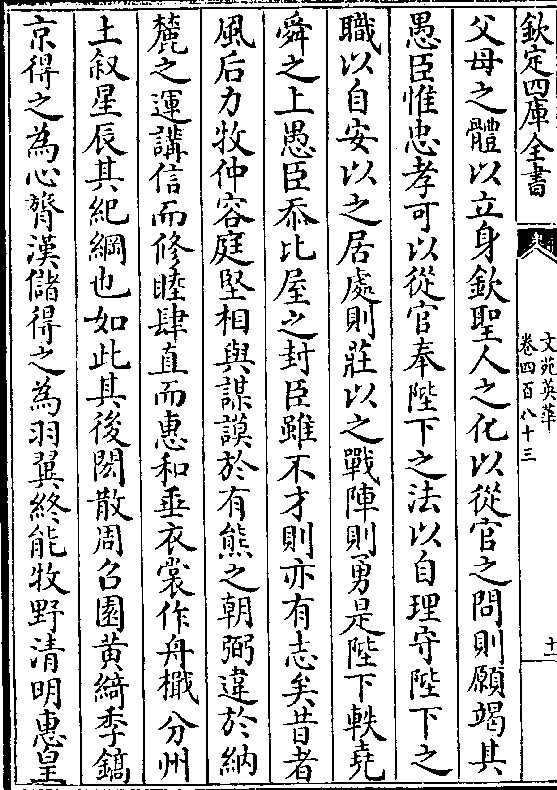 欽定四庫全書
文苑英華
卷四百八十三
十一
父母之體以立身欽聖人之化以從官之問則願竭其
愚臣惟忠孝可以從官奉陛下之法以自理守陛下之
職以自安以之居處則莊以之戰陣則勇是陛下軼堯
舜之上愚臣忝比屋之封臣雖不才則亦有志矣昔者
風后力牧仲容庭堅相與謀謨於有熊之朝弼違於納
麓之運講信而修睦肆直而惠和垂衣裳作舟檝分州
土叙星辰其紀綱也如此其後閎散周召園黄綺季鎬
京得之為心膂漢儲得之為羽翼終能牧野清明惠皇